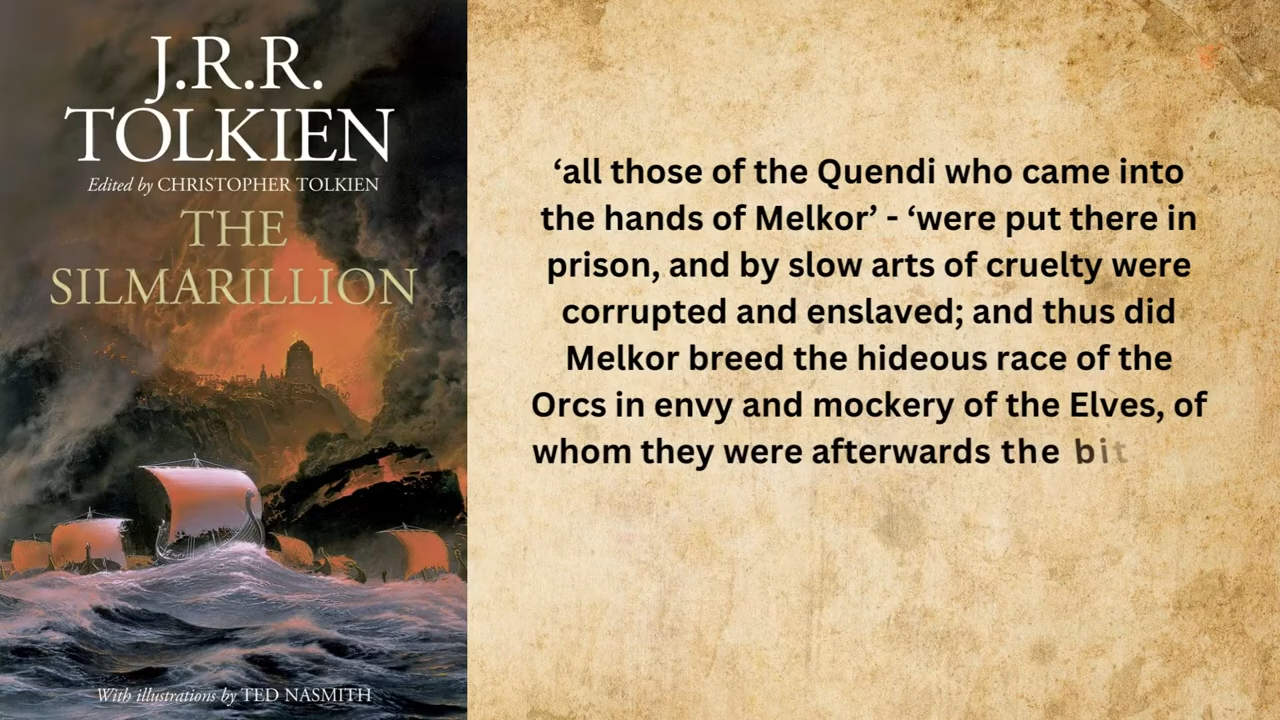 J.R.R.
TOLKIEN
Edited by CHRISTOPHER TOLKIEN
THE
SILMARILLION
With illustrations by TED NASMITH
‘all those of the Quendi who came into
the hands of Melkor’ - ‘were put there in
prison, and by slow arts of cruelty were
corrupted and enslaved; and thus did
Melkor breed the hideous race of the
Orcs in envy and mockery of the Elves, of
whom they were afterwards the bit